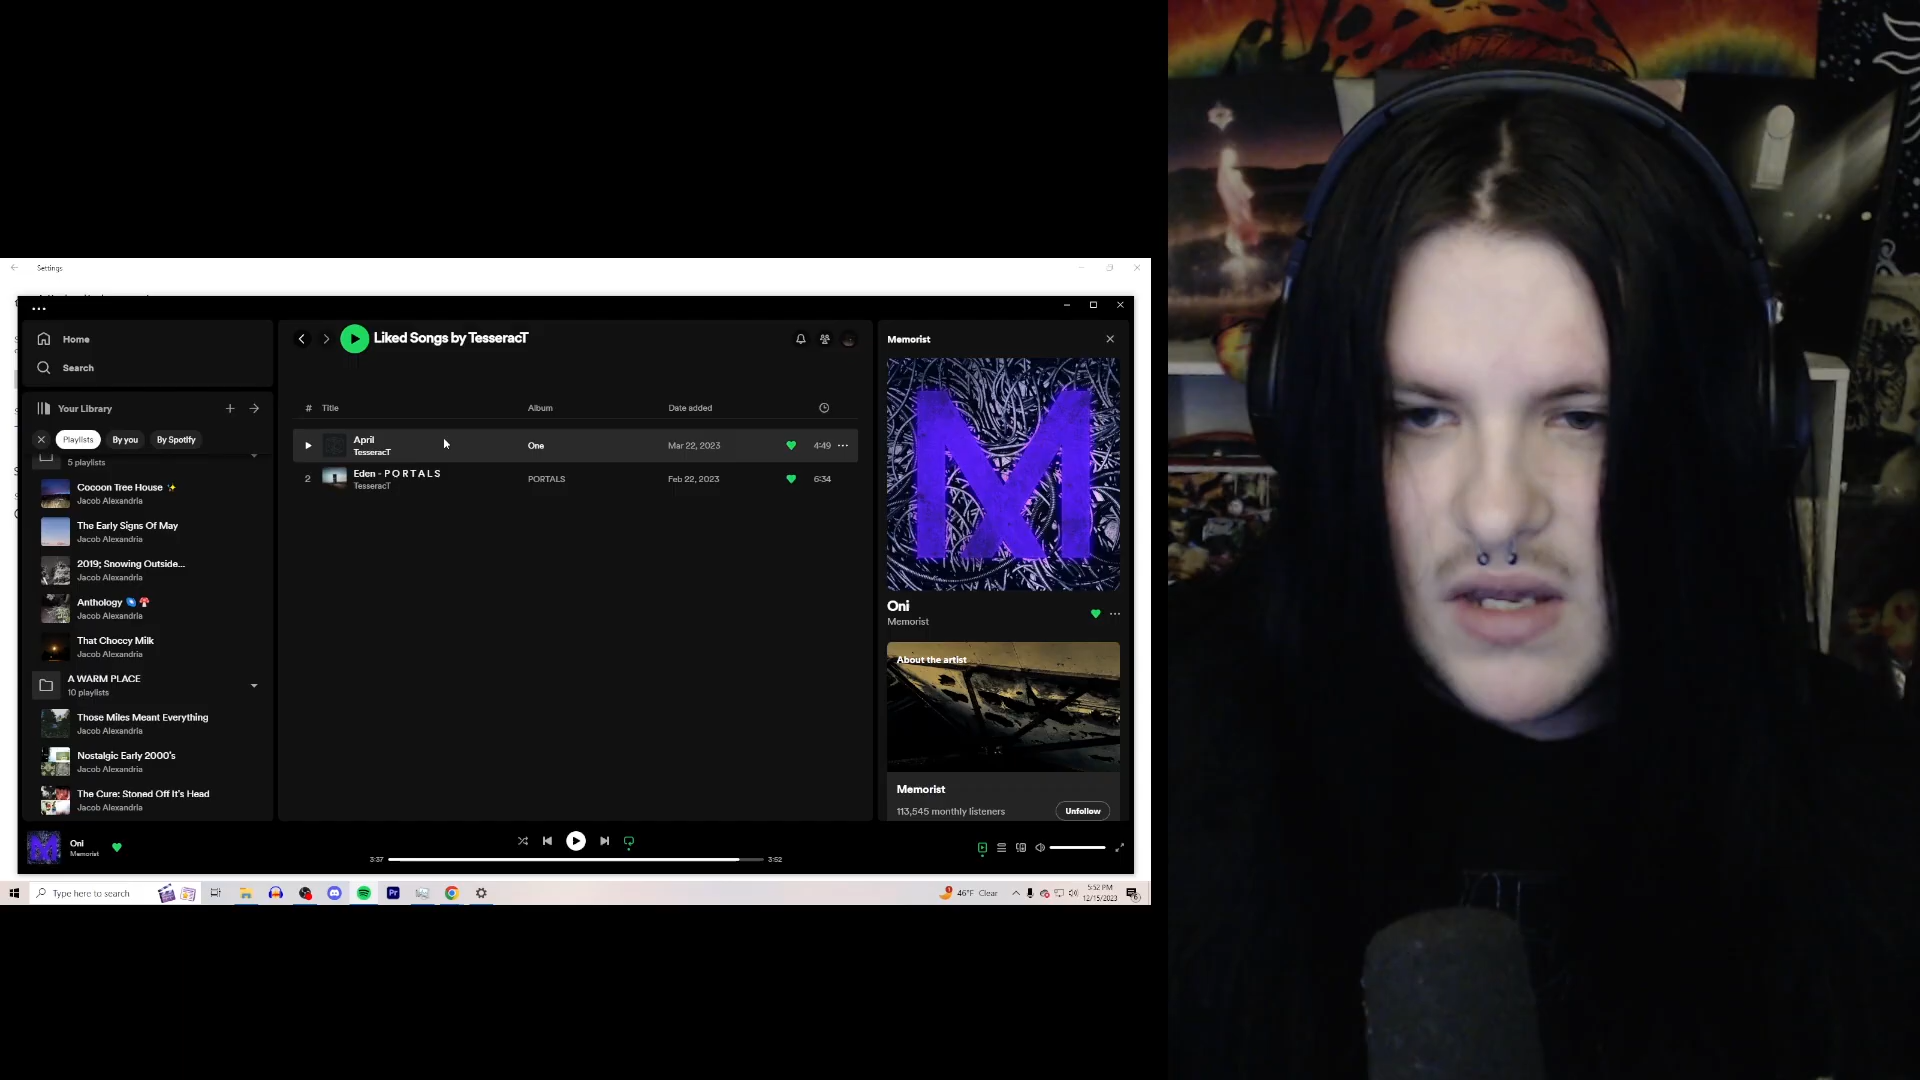 Settings
Home
Search
Your Library
Playlists
By you
By Spotify
5 playlists
Cocoon Tree House ✨
Jacob Alexandria
The Early Signs Of May
Jacob Alexandria
2019; Snowing Outside...
Jacob Alexandria
Anthology
Jacob Alexandria
That Choccy Milk
Jacob Alexandria
A WARM PLACE
10 playlists
Those Miles Meant Everything
Jacob Alexandria
Nostalgic Early 2000's
Jacob Alexandria
The Cure: Stoned Off It's Head
Jacob Alexandria
Liked Songs by TesseracT
# Title Album Date added
April One Mar 22, 2023 4:49
TesseracT
2 Eden - P O R T A L S PORTALS Feb 22, 2023 6:34
TesseracT
Memorist
Oni
Memorist
About the artist
Memorist
113,545 monthly listeners Unfollow
Oni
Memorist
3:37 3:52
Type here to search
Pr
46°F Clear
5:52 PM
12/15/2023